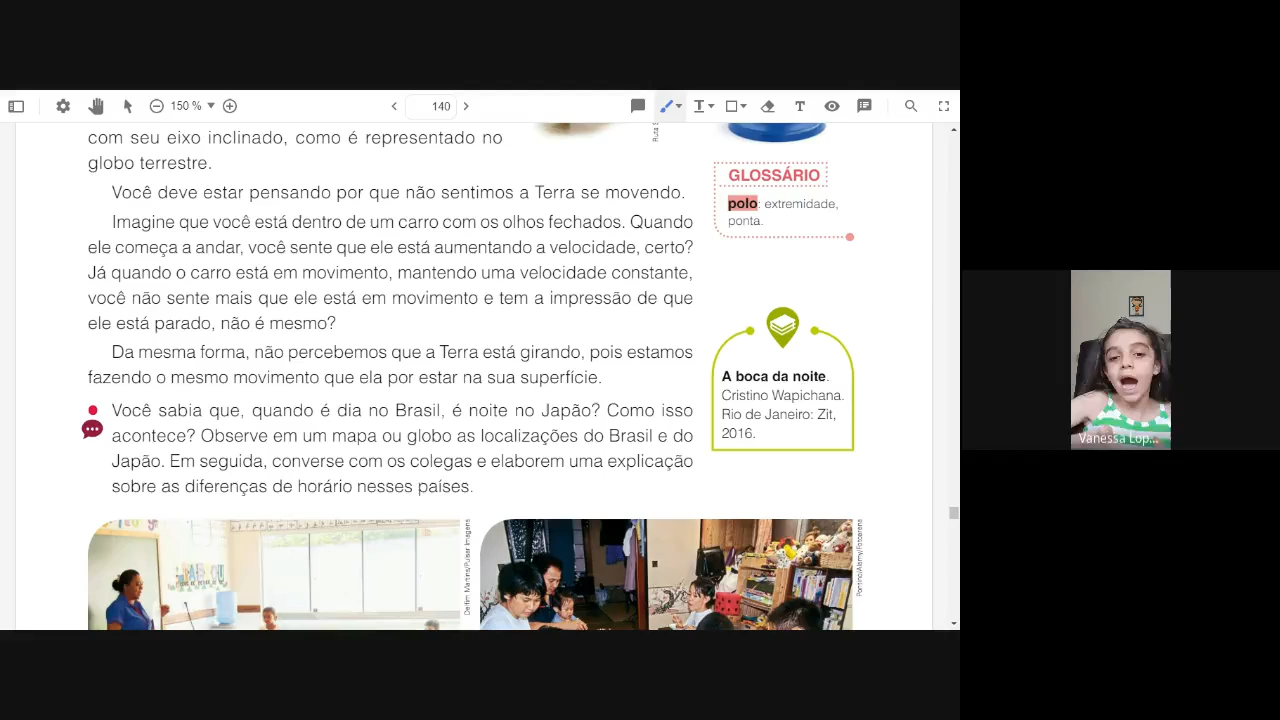 150 %
140
T
T
com seu eixo inclinado, como é representado no
globo terrestre.
Você deve estar pensando por que não sentimos a Terra se movendo.
Imagine que você está dentro de um carro com os olhos fechados. Quando
ele começa a andar, você sente que ele está aumentando a velocidade, certo?
Já quando o carro está em movimento, mantendo uma velocidade constante,
você não sente mais que ele está em movimento e tem a impressão de que
ele está parado, não é mesmo?
Da mesma forma, não percebemos que a Terra está girando, pois estamos
fazendo o mesmo movimento que ela por estar na sua superfície.
Você sabia que, quando é dia no Brasil, é noite no Japão? Como isso
acontece? Observe em um mapa ou globo as localizações do Brasil e do
Japão. Em seguida, converse com os colegas e elaborem uma explicação
sobre as diferenças de horário nesses países.
GLOSSÁRIO
polo: extremidade,
ponta.
A boca da noite.
Cristino Wapichana.
Rio de Janeiro: Zit,
2016.
Delfim Martins/Pulsar Imagens
Vanessa Lop...